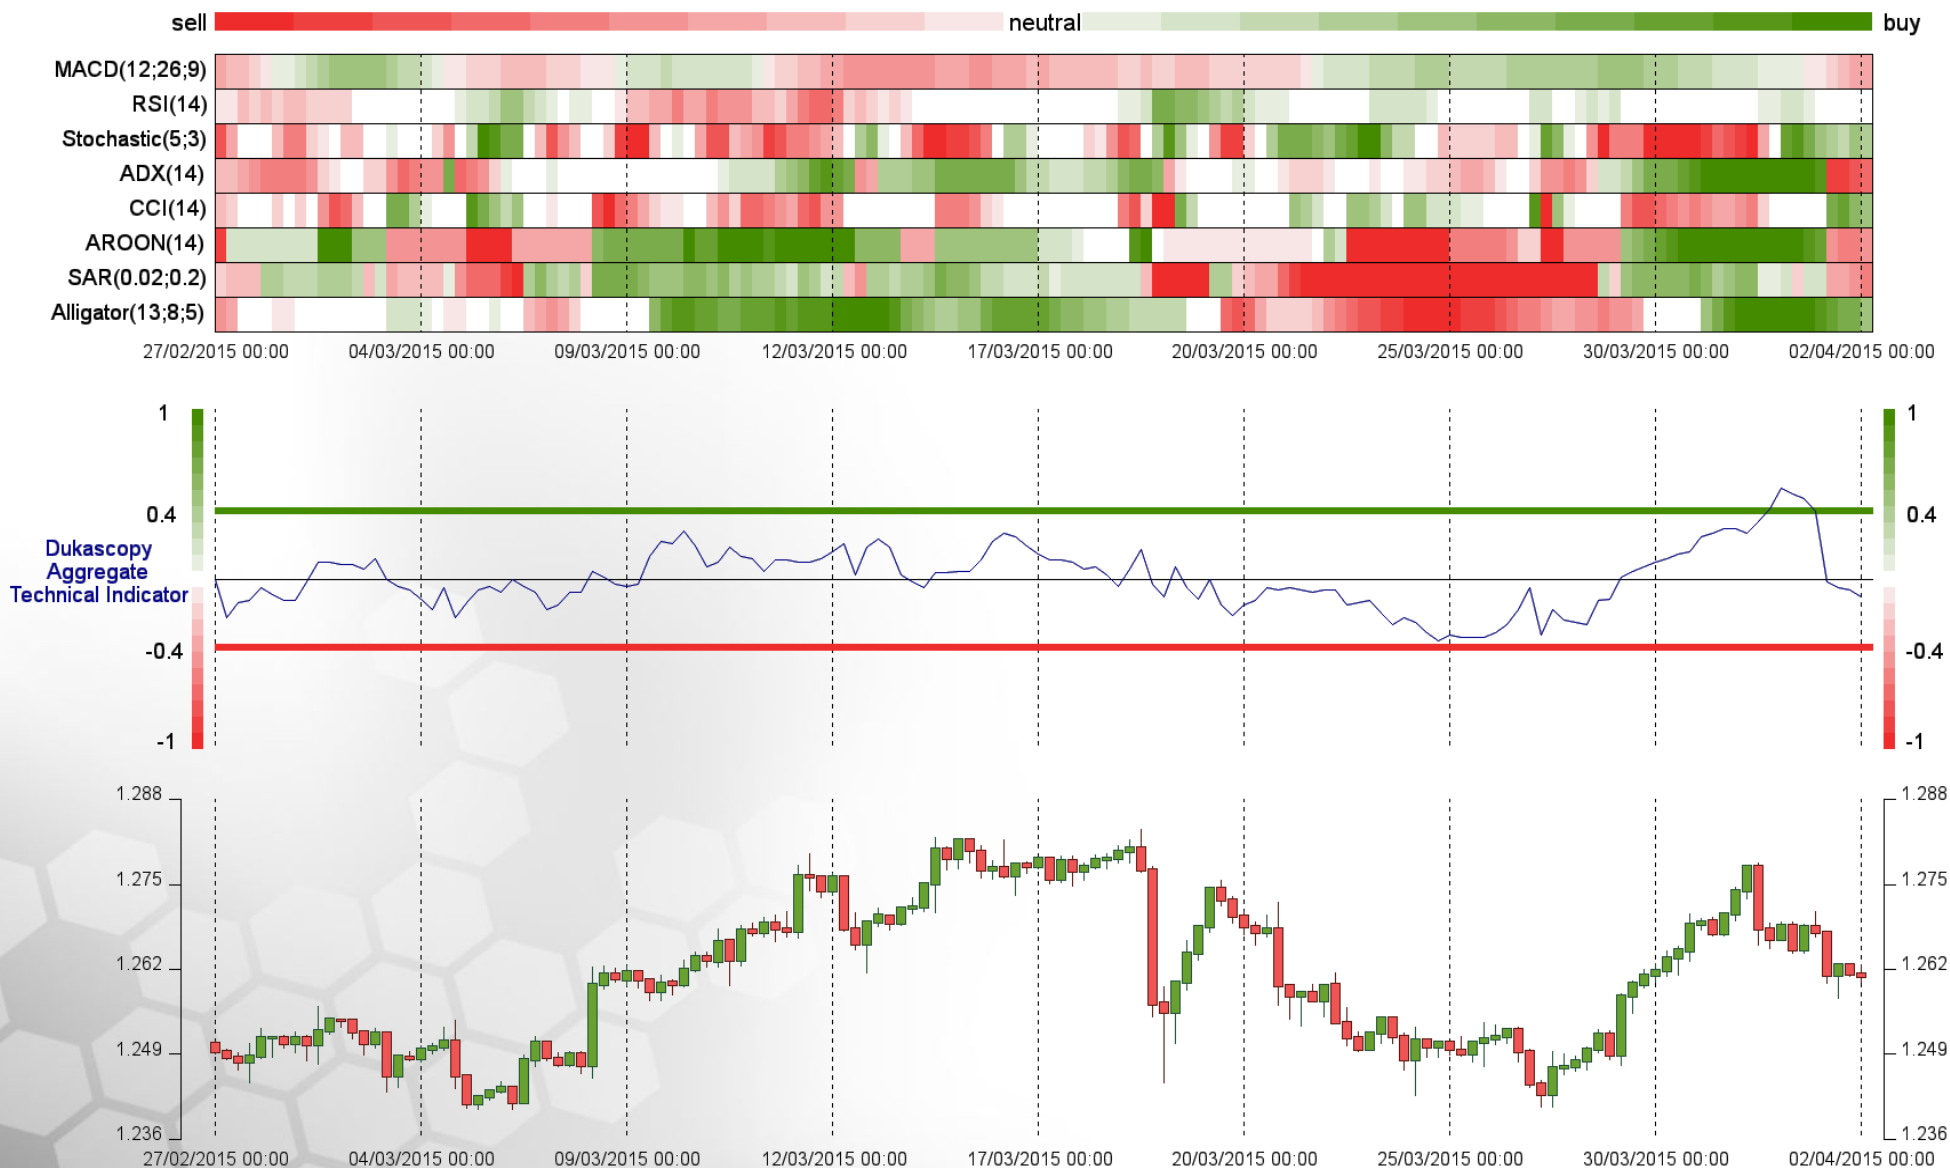 sell neutral buy
MACD(12;26;9)
RSI(14)
Stochastic(5;3)
ADX(14)
CCI(14)
AROON(14)
SAR(0.02;0.2)
Alligator(13;8;5)
27/02/2015 00:00 04/03/2015 00:00 09/03/2015 00:00 12/03/2015 00:00 17/03/2015 00:00 20/03/2015 00:00 25/03/2015 00:00 30/03/2015 00:00 02/04/2015 00:00
1 1
0.4 0.4
Dukascopy
Aggregate
Technical Indicator
-0.4 -0.4
-1 -1
1.288 1.288
1.275 1.275
1.262 1.262
1.249 1.249
1.236 1.236
27/02/2015 00:00 04/03/2015 00:00 09/03/2015 00:00 12/03/2015 00:00 17/03/2015 00:00 20/03/2015 00:00 25/03/2015 00:00 30/03/2015 00:00 02/04/2015 00:00